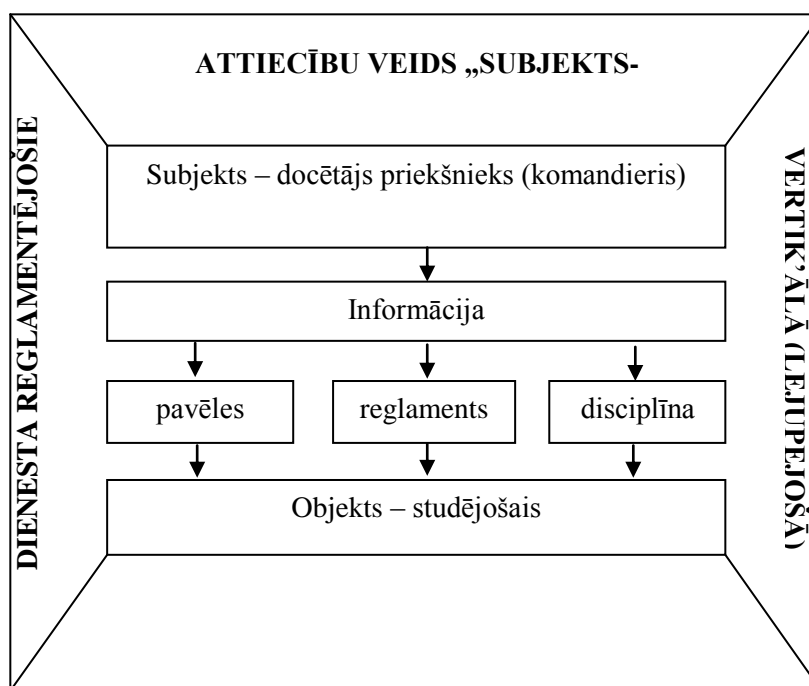 ATTIECĪBU VEIDS „SUBJEKTS-
DIENESTA REGLAMENTĒJOŠIE
Subjekts – docētājs priekšnieks (komandieris)
Informācija
pavēles reglaments disciplīna
Objekts – studējošais
VERTIK’ĀLĀ (LEJUPEJOŠĀ)